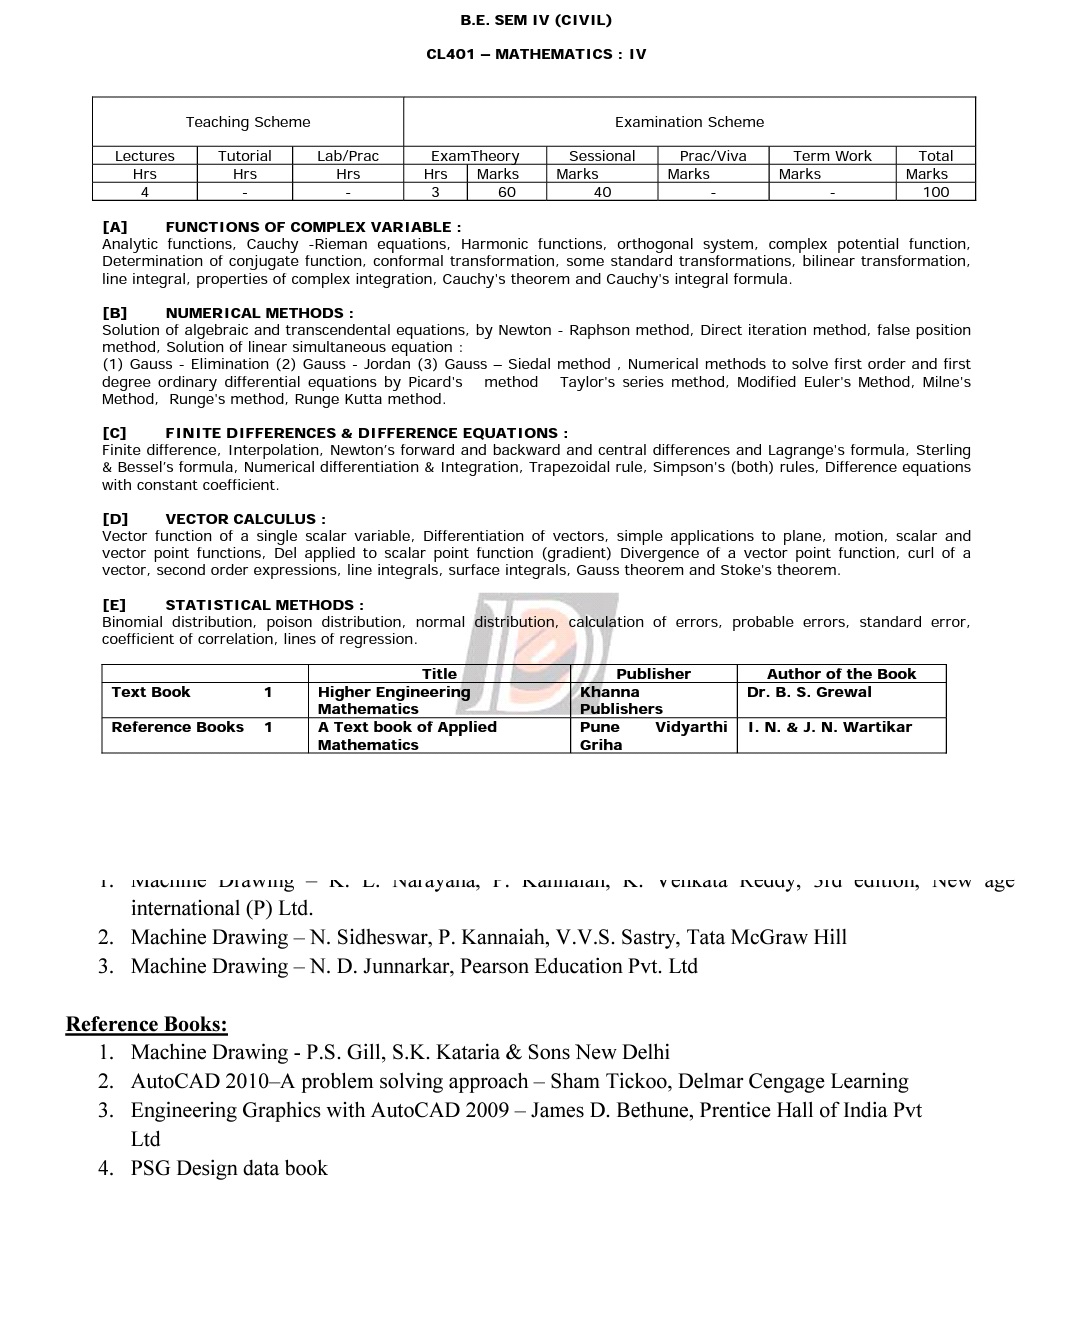 B.E. SEM IV (CIVIL)
CL401 – MATHEMATICS : IV
Teaching Scheme Examination Scheme
Lectures Tutorial Lab/Prac ExamTheory Sessional Prac/Viva Term Work Total
Hrs Hrs Hrs Hrs Marks Marks Marks Marks Marks
4 - - 3 60 40 - - 100
[A] FUNCTIONS OF COMPLEX VARIABLE :
Analytic functions, Cauchy -Rieman equations, Harmonic functions, orthogonal system, complex potential function,
Determination of conjugate function, conformal transformation, some standard transformations, bilinear transformation,
line integral, properties of complex integration, Cauchy's theorem and Cauchy's integral formula.
[B] NUMERICAL METHODS :
Solution of algebraic and transcendental equations, by Newton - Raphson method, Direct iteration method, false position
method, Solution of linear simultaneous equation :
(1) Gauss - Elimination (2) Gauss - Jordan (3) Gauss – Siedal method , Numerical methods to solve first order and first
degree ordinary differential equations by Picard's method Taylor's series method, Modified Euler's Method, Milne's
Method, Runge's method, Runge Kutta method.
[C] FINITE DIFFERENCES & DIFFERENCE EQUATIONS :
Finite difference, Interpolation, Newton’s forward and backward and central differences and Lagrange's formula, Sterling
& Bessel’s formula, Numerical differentiation & Integration, Trapezoidal rule, Simpson's (both) rules, Difference equations
with constant coefficient.
[D] VECTOR CALCULUS :
Vector function of a single scalar variable, Differentiation of vectors, simple applications to plane, motion, scalar and
vector point functions, Del applied to scalar point function (gradient) Divergence of a vector point function, curl of a
vector, second order expressions, line integrals, surface integrals, Gauss theorem and Stoke's theorem.
[E] STATISTICAL METHODS :
Binomial distribution, poison distribution, normal distribution, calculation of errors, probable errors, standard error,
coefficient of correlation, lines of regression.
Title Publisher Author of the Book
Text Book 1 Higher Engineering Khanna Dr. B. S. Grewal
Mathematics Publishers
Reference Books 1 A Text book of Applied Pune Vidyarthi I. N. & J. N. Wartikar
Mathematics Griha
1. Machine Drawing – K. L. Narayana, P. Kannaiah, K. Venkata Reddy, 3rd edition, New age
international (P) Ltd.
2. Machine Drawing – N. Sidheswar, P. Kannaiah, V.V.S. Sastry, Tata McGraw Hill
3. Machine Drawing – N. D. Junnarkar, Pearson Education Pvt. Ltd
Reference Books:
1. Machine Drawing - P.S. Gill, S.K. Kataria & Sons New Delhi
2. AutoCAD 2010–A problem solving approach – Sham Tickoo, Delmar Cengage Learning
3. Engineering Graphics with AutoCAD 2009 – James D. Bethune, Prentice Hall of India Pvt
Ltd
4. PSG Design data book